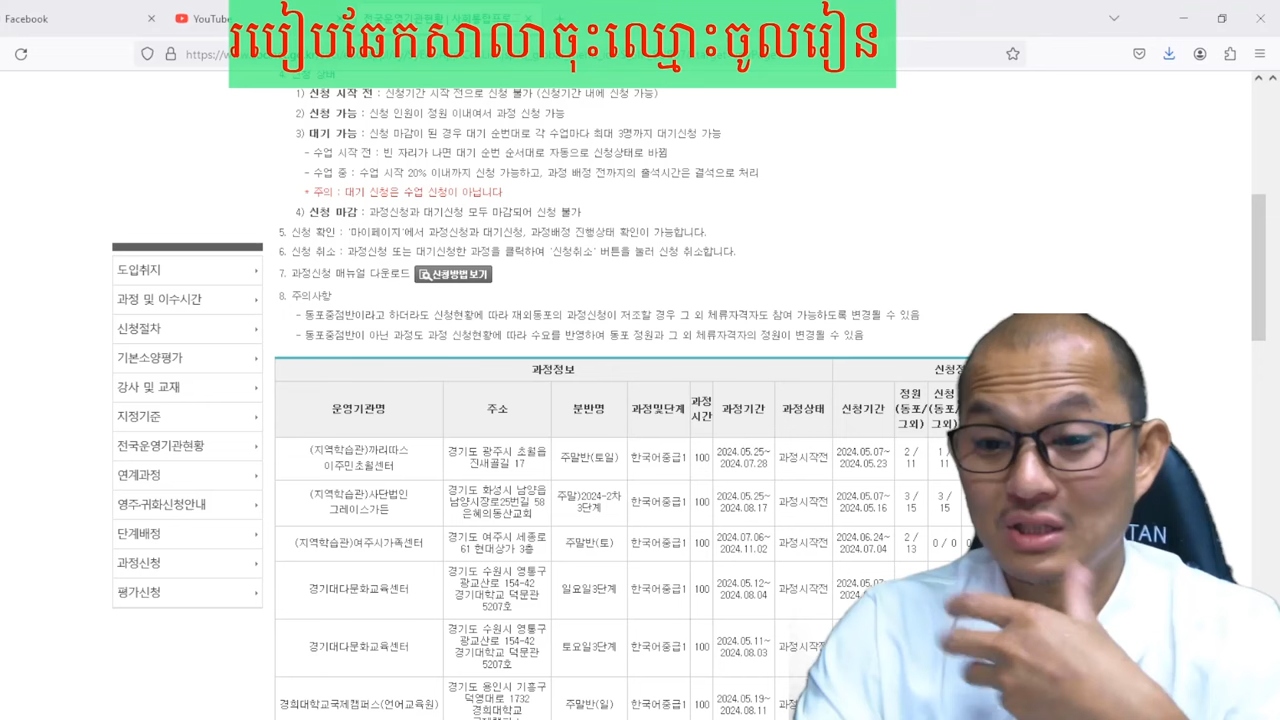 Facebook
YouTube
전국운영기관현황 | 사회통합프로
របៀបឆែកសាលាចុះឈ្មោះចូលរៀន
https://www.
1) 신청 시작 전 : 신청기간 시작 전으로 신청 불가 (신청기간 내에 신청 가능)
2) 신청 가능 : 신청 인원이 정원 이내여서 과정 신청 가능
3) 대기 가능 : 신청 마감이 된 경우 대기 순번대로 각 수업마다 최대 3명까지 대기신청 가능
- 수업 시작 전 : 빈 자리가 나면 대기 순번 순서대로 자동으로 신청상태로 바뀜
- 수업 중 : 수업 시작 20% 이내까지 신청 가능하고, 과정 배정 전까지의 출석시간은 결석으로 처리
* 주의 : 대기 신청은 수업 신청이 아닙니다
4) 신청 마감 : 과정신청과 대기신청 모두 마감되어 신청 불가
5. 신청 확인 : '마이페이지'에서 과정신청과 대기신청, 과정배정 진행상태 확인이 가능합니다.
6. 신청 취소 : 과정신청 또는 대기신청한 과정을 클릭하여 '신청취소' 버튼을 눌러 신청 취소합니다.
7. 과정신청 매뉴얼 다운로드 신청방법 보기
8. 주의사항
- 동포중점반이라고 하더라도 신청현황에 따라 재외동포의 과정신청이 저조할 경우 그 외 체류자격자도 참여 가능하도록 변경될 수 있음
- 동포중점반이 아닌 과정도 과정 신청현황에 따라 수요를 반영하여 동포 정원과 그 외 체류자격자의 정원이 변경될 수 있음
도입취지
과정 및 이수시간
신청절차
기본소양평가
강사 및 교재
지정기준
전국운영기관현황
연계과정
영주·귀화신청안내
단계배정
과정신청
평가신청
과정정보 신청정
운영기관명 주소 분반명 과정및단계 과정 시간 과정기간 과정상태 신청기간 정원 (동포/ 그외) 신청 (동포/
(지역학습관)까리따스 이주민초월센터 경기도 광주시 초월읍 진새골길 17 주말반(토일) 한국어중급1 100 2024.05.25~ 2024.07.28 과정시작전 2024.05.07~ 2024.05.23 2 / 11 1 / 11
(지역학습관)사단법인 그레이스가든 경기도 화성시 남양읍 남양시장로25번길 58 은혜의동산교회 주말)2024-2차 3단계 한국어중급1 100 2024.05.25~ 2024.08.17 과정시작전 2024.05.07~ 2024.05.16 3 / 15 3 / 15
(지역학습관)여주시가족센터 경기도 여주시 세종로 61 현대상가 3층 주말반(토) 한국어중급1 100 2024.07.06~ 2024.11.02 과정시작전 2024.06.24~ 2024.07.04 2 / 13 0 / 0
경기대다문화교육센터 경기도 수원시 영통구 광교산로 154-42 경기대학교 덕문관 5207호 일요일3단계 한국어중급1 100 2024.05.12~ 2024.08.04 과정시작전 2024.05.07~
경기대다문화교육센터 경기도 수원시 영통구 광교산로 154-42 경기대학교 덕문관 5207호 토요일3단계 한국어중급1 100 2024.05.11~ 2024.08.03 과정시작전
경희대학교국제캠퍼스(언어교육원) 경기도 용인시 기흥구 덕영대로 1732 경희대학교 주말반(일) 한국어중급1 100 2024.05.19~ 2024.08.11
TAN